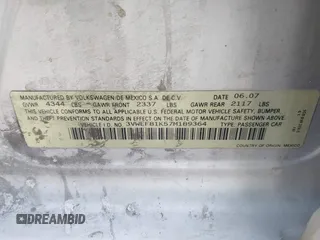 MANUFACTURED BY VOLKSWAGEN DE MEXICO S.A. DE C.V. DATE 06.07
GVWR 4344 LBS GAWR FRONT 2337 LBS GAWR REAR 2117 LBS
THIS VEHICLE CONFORMS TO ALL APPLICABLE U.S. FEDERAL MOTOR VEHICLE SAFETY, BUMPER
AND THEFT PREVENTION STANDARDS IN EFFECT ON THE DATE OF MANUFACTURE SHOWN ABOVE.
VEHICLE I.D. NO. 3VWEF81K57M189364 TYPE: PASSENGER CAR
COUNTRY OF ORIGIN: MEXICO
DREAMBID